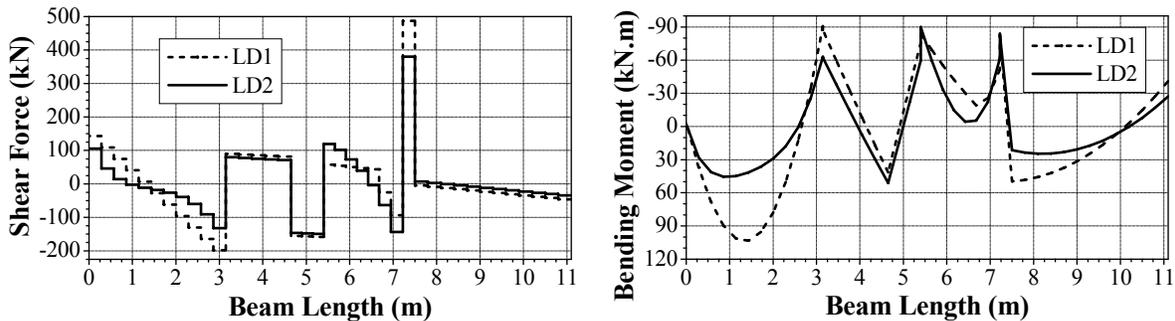 Shear Force (kN)
500
400
300
200
100
0
-100
-200
LD1
LD2
0 1 2 3 4 5 6 7 8 9 10 11
Beam Length (m)
Bending Moment (kN.m)
-90
-60
-30
0
30
60
90
120
LD1
LD2
0 1 2 3 4 5 6 7 8 9 10 11
Beam Length (m)